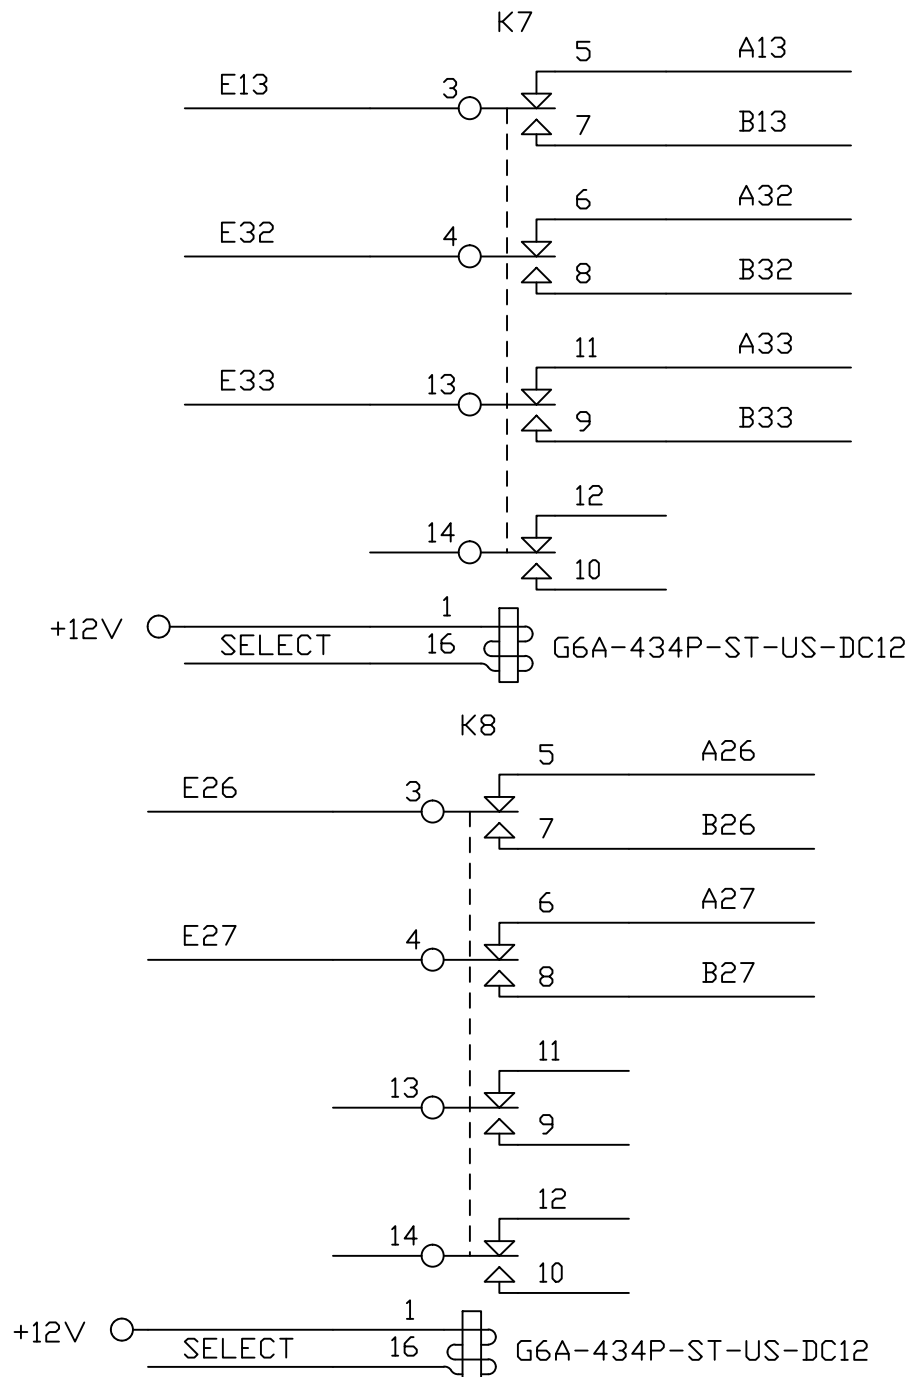 K7
5 A13
E13 3
7 B13
6 A32
E32 4
8 B32
11 A33
E33 13
9 B33
12
14
10
+12V 1
SELECT 16 G6A-434P-ST-US-DC12
K8
5 A26
E26 3
7 B26
6 A27
E27 4
8 B27
11
13
9
12
14
10
+12V 1
SELECT 16 G6A-434P-ST-US-DC12